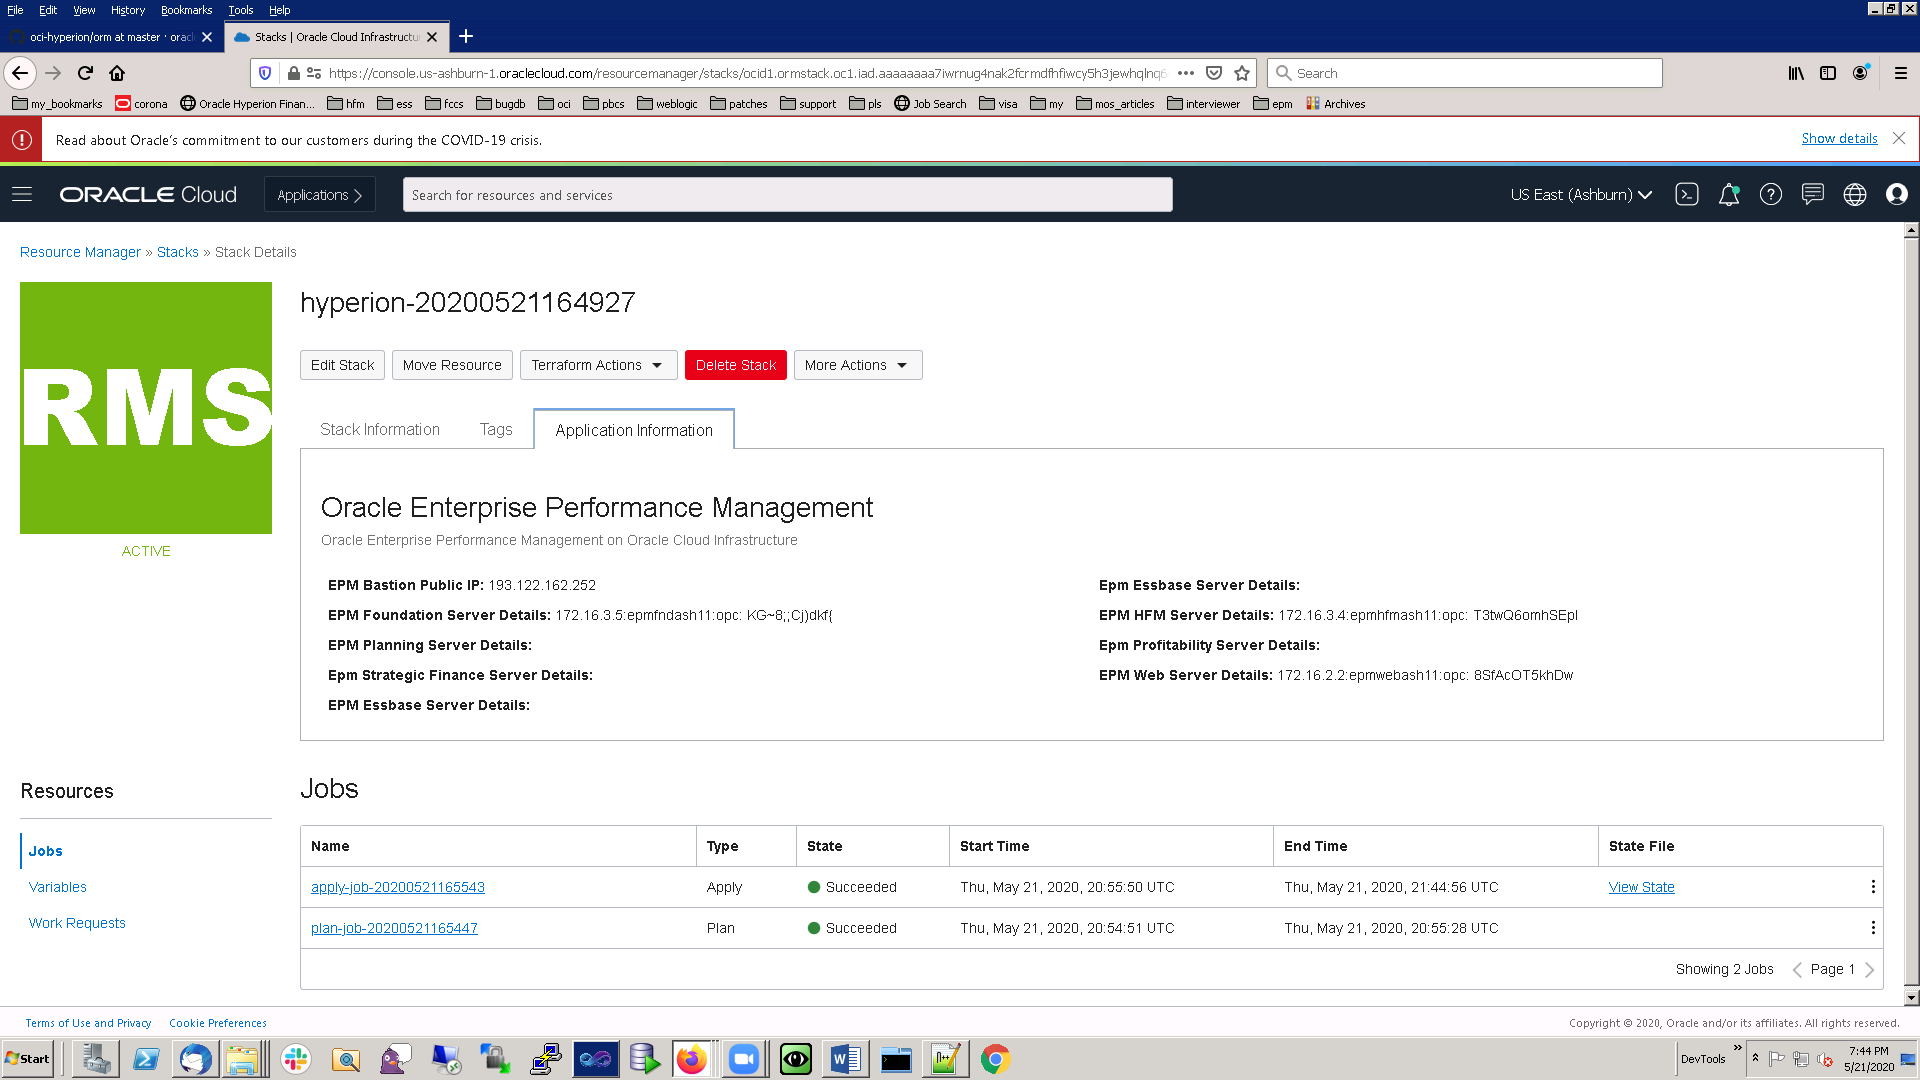 File Edit View History Bookmarks Tools Help
oci-hyperion/orm at master · orac
Stacks | Oracle Cloud Infrastructu
https://console.us-ashburn-1.oraclecloud.com/resourcemanager/stacks/ocid1.ormstack.oc1.iad.aaaaaaaa7iwrnug4nak2fcrmdfhfiwcy5h3jewhqlnq6
Search
my_bookmarks corona Oracle Hyperion Finan... hfm ess fccs bugdb oci pbcs weblogic patches support pls Job Search visa my mos_articles interviewer epm Archives
Read about Oracle's commitment to our customers during the COVID-19 crisis.
Show details
ORACLE Cloud
Applications
Search for resources and services
US East (Ashburn)
Resource Manager » Stacks » Stack Details
RMS
ACTIVE
hyperion-20200521164927
Edit Stack Move Resource Terraform Actions Delete Stack More Actions
Stack Information Tags Application Information
Oracle Enterprise Performance Management
Oracle Enterprise Performance Management on Oracle Cloud Infrastructure
EPM Bastion Public IP: 193.122.162.252
EPM Foundation Server Details: 172.16.3.5:epmfndash11:opc: KG~8;;Cj)dkf{
EPM Planning Server Details:
Epm Strategic Finance Server Details:
EPM Essbase Server Details:
Epm Essbase Server Details:
EPM HFM Server Details: 172.16.3.4:epmhfmash11:opc: T3twQ6omhSEpI
Epm Profitability Server Details:
EPM Web Server Details: 172.16.2.2:epmwebash11:opc: 8SfAcOT5khDw
Resources
Jobs
Variables
Work Requests
Jobs
Name Type State Start Time End Time State File
apply-job-20200521165543 Apply Succeeded Thu, May 21, 2020, 20:55:50 UTC Thu, May 21, 2020, 21:44:56 UTC View State
plan-job-20200521165447 Plan Succeeded Thu, May 21, 2020, 20:54:51 UTC Thu, May 21, 2020, 20:55:28 UTC
Showing 2 Jobs Page 1
Terms of Use and Privacy Cookie Preferences
Copyright © 2020, Oracle and/or its affiliates. All rights reserved.
Start
DevTools
7:44 PM
5/21/2020